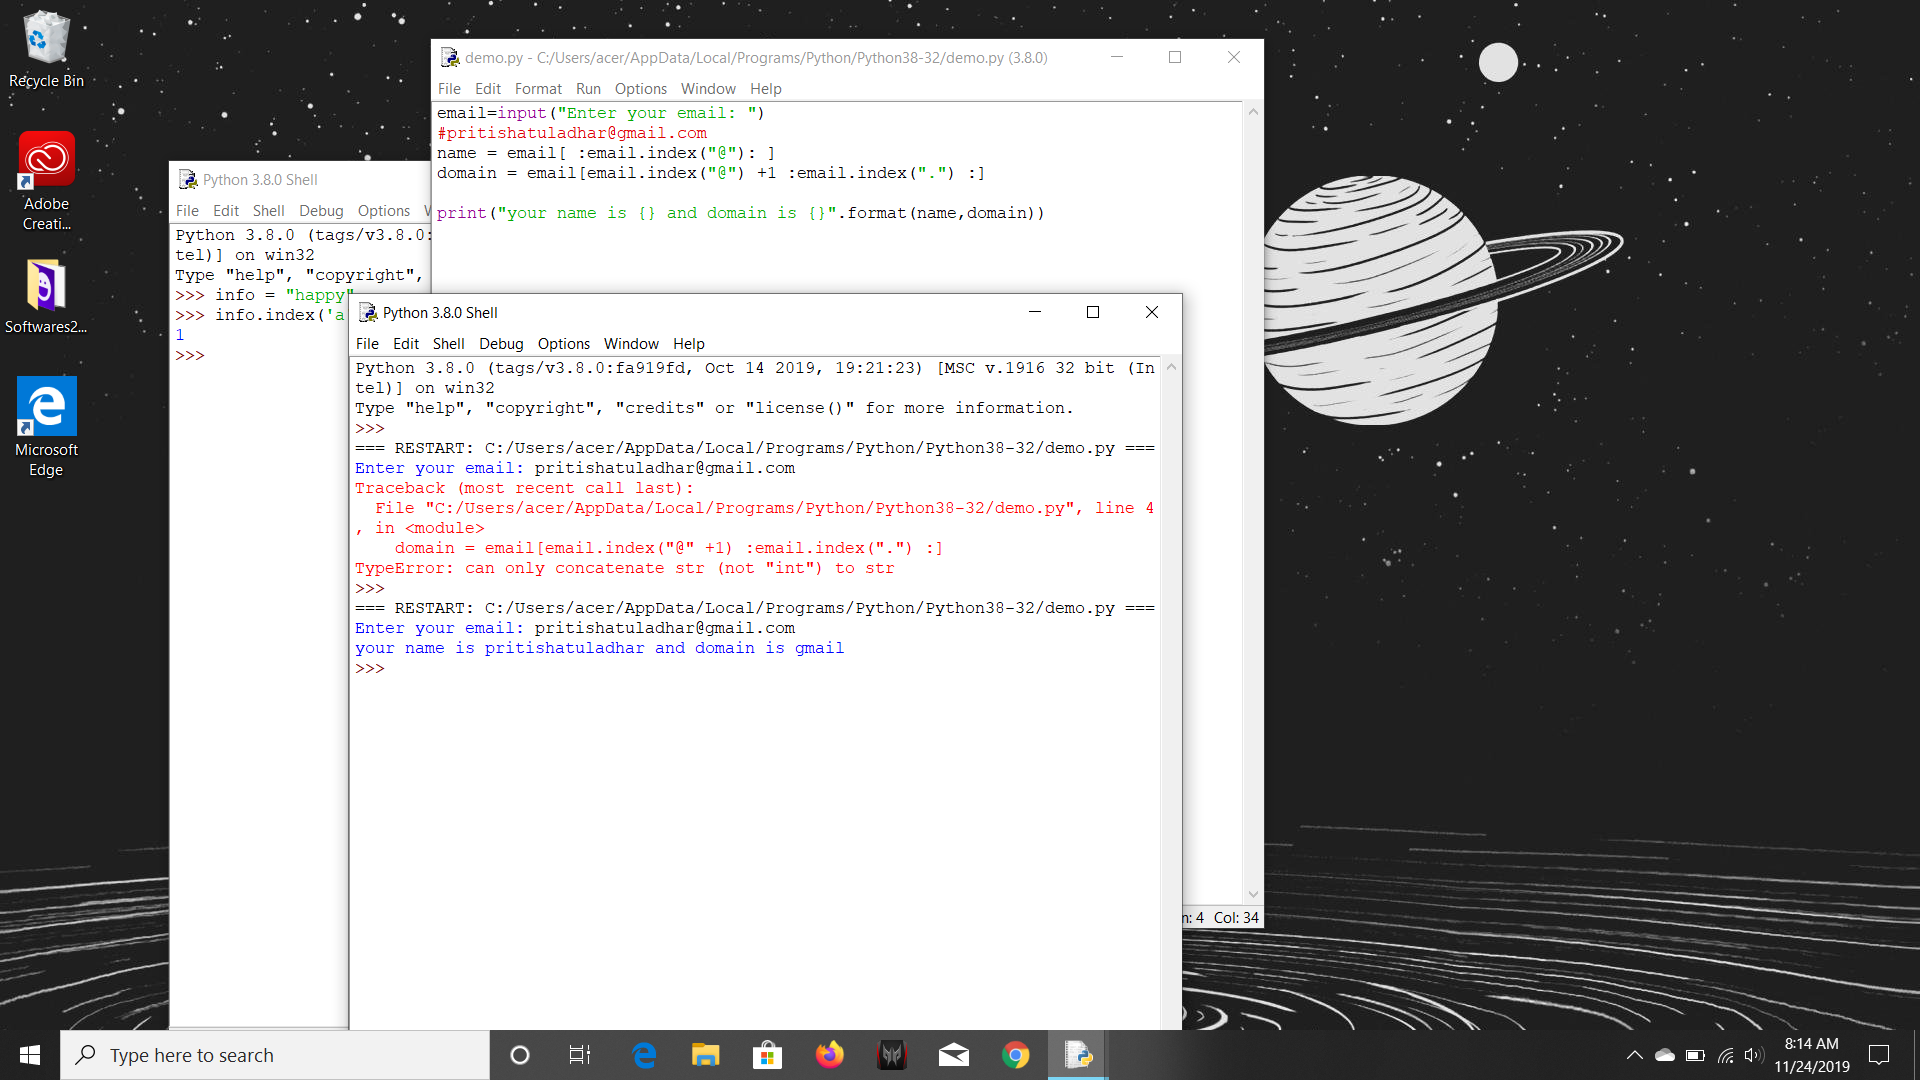 Recycle Bin
Adobe
Creati...
Softwares2...
Microsoft
Edge
demo.py - C:/Users/acer/AppData/Local/Programs/Python/Python38-32/demo.py (3.8.0)
File Edit Format Run Options Window Help
email=input("Enter your email: ")
#pritishatuladhar@gmail.com
name = email[ :email.index("@"): ]
domain = email[email.index("@") +1 :email.index(".") :]
print("your name is {} and domain is {}".format(name,domain))
n: 4 Col: 34
Python 3.8.0 Shell
File Edit Shell Debug Options
Python 3.8.0 (tags/v3.8.0:
tel)] on win32
Type "help", "copyright",
>>> info = "happy"
>>> info.index('a
1
>>>
Python 3.8.0 Shell
File Edit Shell Debug Options Window Help
Python 3.8.0 (tags/v3.8.0:fa919fd, Oct 14 2019, 19:21:23) [MSC v.1916 32 bit (In
tel)] on win32
Type "help", "copyright", "credits" or "license()" for more information.
>>>
=== RESTART: C:/Users/acer/AppData/Local/Programs/Python/Python38-32/demo.py ===
Enter your email: pritishatuladhar@gmail.com
Traceback (most recent call last):
  File "C:/Users/acer/AppData/Local/Programs/Python/Python38-32/demo.py", line 4
, in <module>
    domain = email[email.index("@" +1) :email.index(".") :]
TypeError: can only concatenate str (not "int") to str
>>>
=== RESTART: C:/Users/acer/AppData/Local/Programs/Python/Python38-32/demo.py ===
Enter your email: pritishatuladhar@gmail.com
your name is pritishatuladhar and domain is gmail
>>>
Type here to search
8:14 AM
11/24/2019